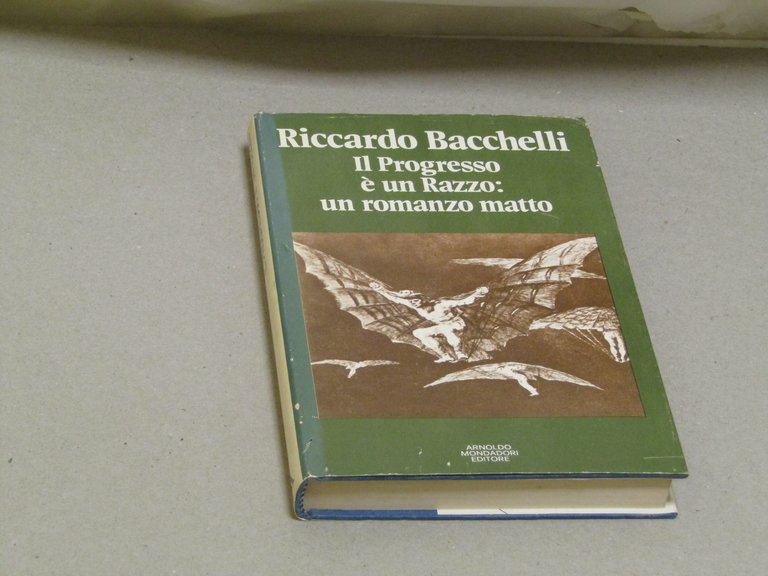 Riccardo Bacchelli
Il Progresso
è un Razzo:
un romanzo matto
ARNOLDO
MONDADORI
EDITORE